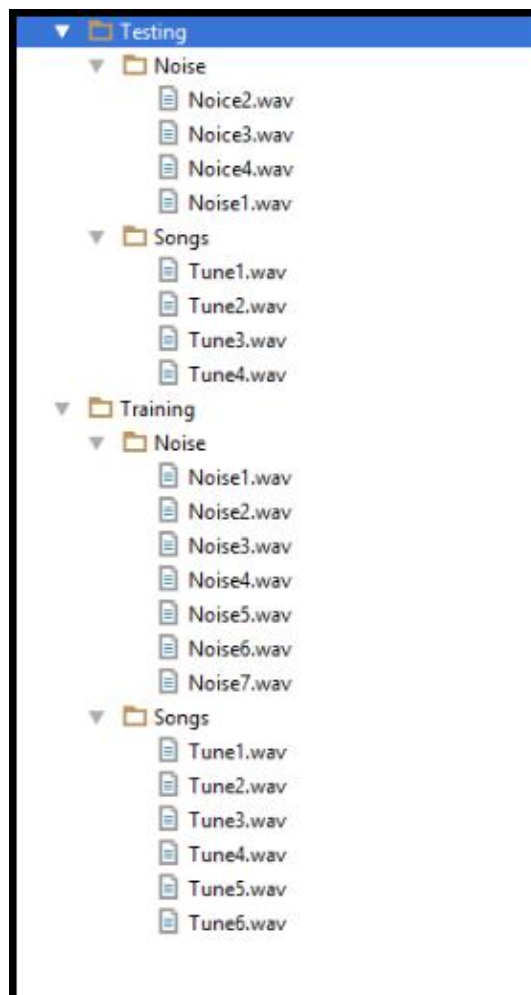 Testing
Noise
Noice2.wav
Noice3.wav
Noice4.wav
Noise1.wav
Songs
Tune1.wav
Tune2.wav
Tune3.wav
Tune4.wav
Training
Noise
Noise1.wav
Noise2.wav
Noise3.wav
Noise4.wav
Noise5.wav
Noise6.wav
Noise7.wav
Songs
Tune1.wav
Tune2.wav
Tune3.wav
Tune4.wav
Tune5.wav
Tune6.wav